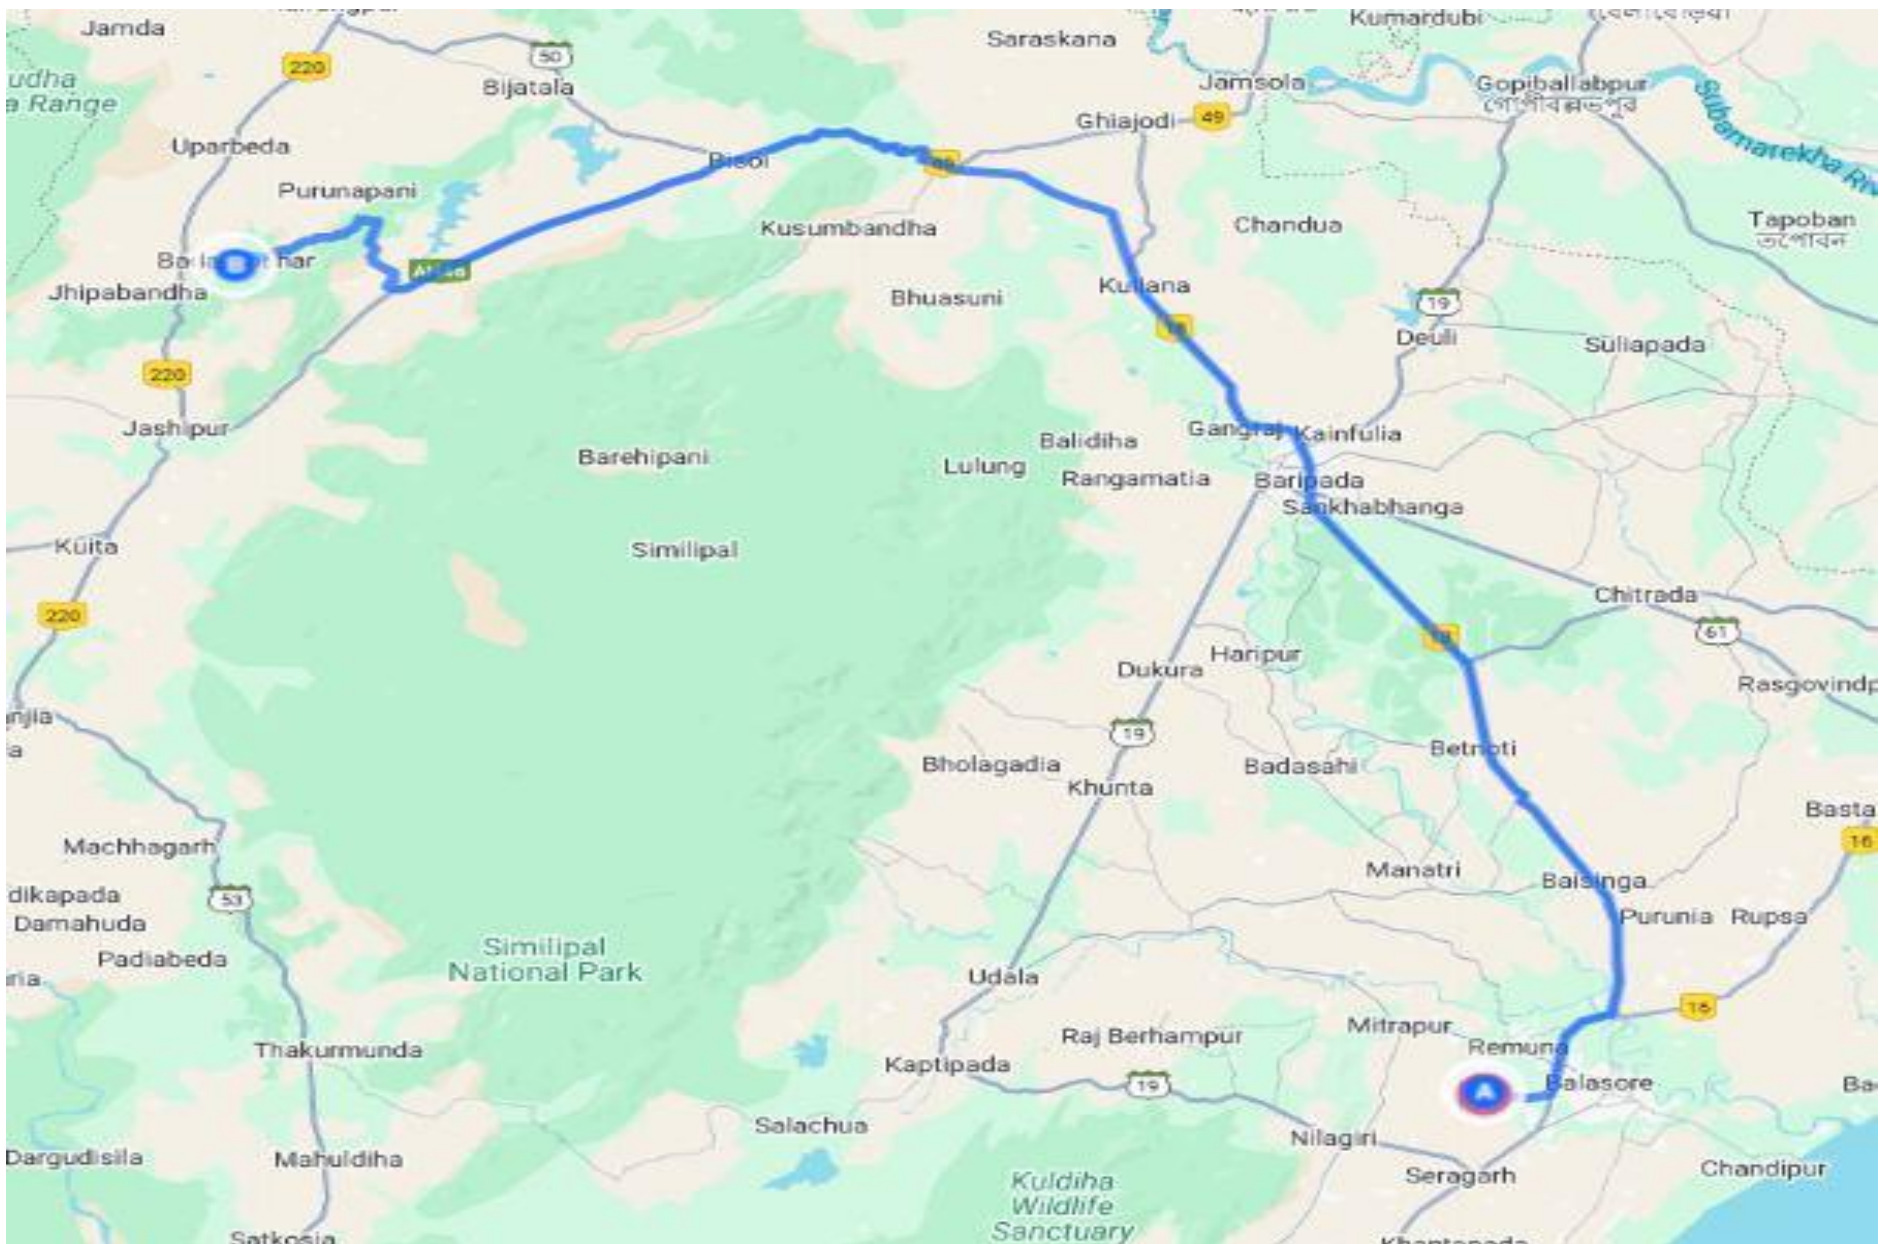 Jamda
220
50
Bijatala
Saraskana
Kumardubi
Jamsola
Gopiballabpur
গোপীবল্লভপুর
Ghiajodi
49
Subarnarekha
Uparbeda
Purunapani
Bisoi
Kusumbandha
Chandua
Tapoban
তপোবন
Jhipabandha
Bhuasuni
Kuliana
19
Deuli
Suliapada
220
Jashipur
Barehipani
Balidiha
Lulung
Rangamatia
Gangraj
Kainfulia
Baripada
Sankhabhanga
Kuita
Similipal
220
Chitrada
61
Haripur
Dukura
19
Betnoti
Bholagadia
Badasahi
Khunta
Basta
16
Machhagarh
Manatri
Baisinga
53
Damahuda
Purunia
Rupsa
Padiabeda
Similipal
National Park
Udala
16
Mitrapur
Raj Berhampur
Remuna
Thakurmunda
Kaptipada
19
A
Balasore
Salachua
Nilagiri
Dargudisila
Mahuldiha
Seragarh
Chandipur
Kuldiha
Wildlife
Sanctuary
Satkosia